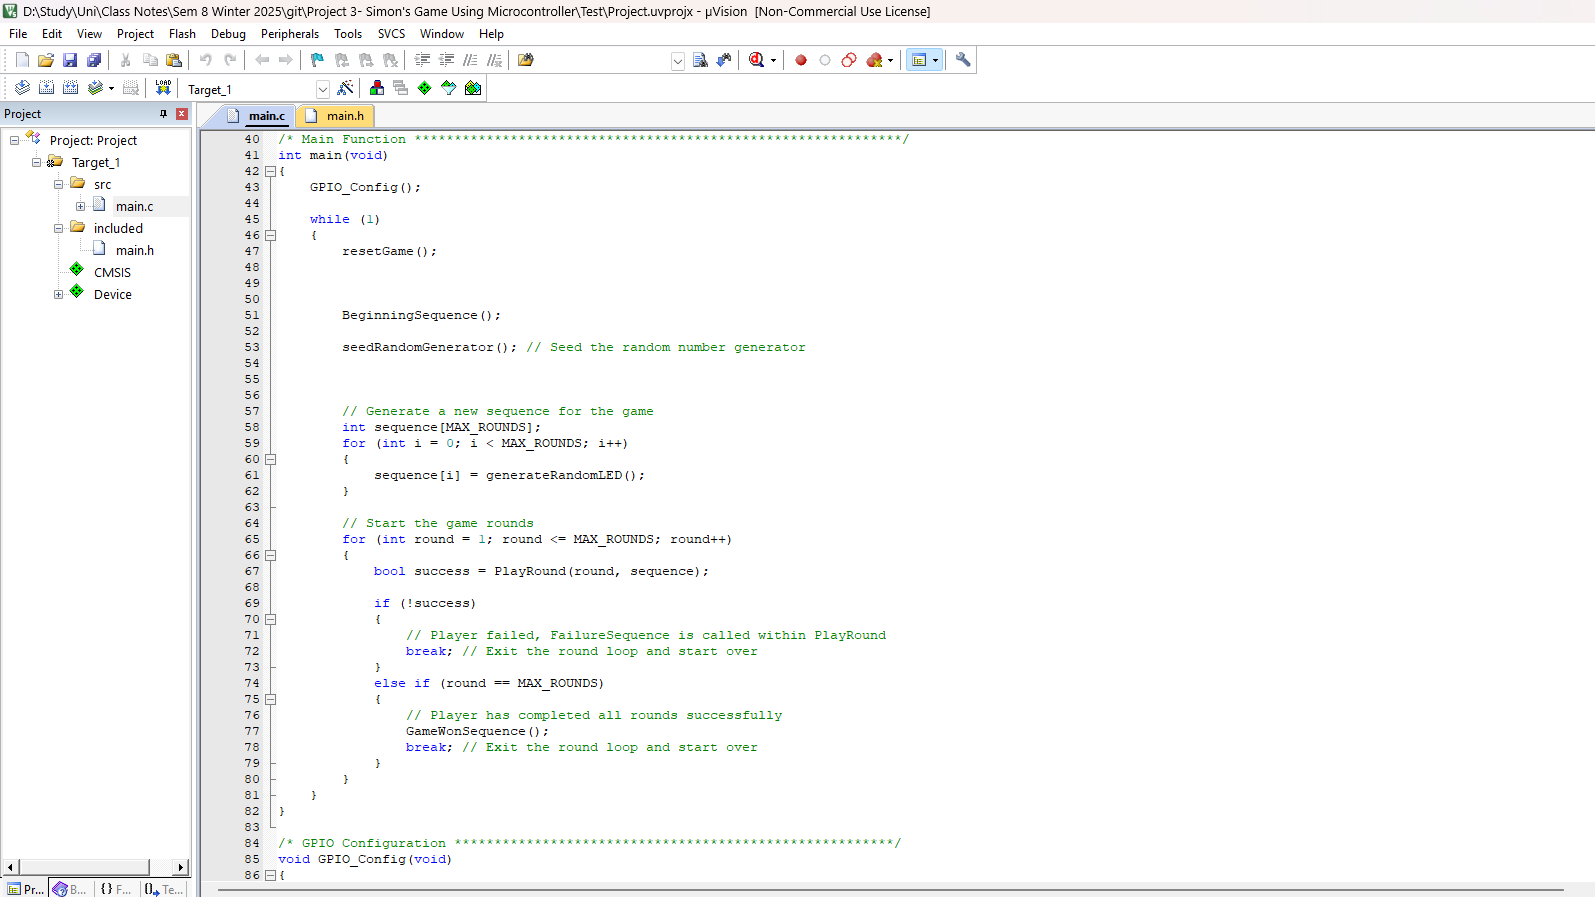 D:\Study\Uni\Class Notes\Sem 8 Winter 2025\git\Project 3- Simon's Game Using Microcontroller\Test\Project.uvprojx - µVision  [Non-Commercial Use License]
File Edit View Project Flash Debug Peripherals Tools SVCS Window Help
LOAD Target_1
Project
Project: Project
Target_1
src
main.c
included
main.h
CMSIS
Device
Pr... B... {} F... 0 Te...
main.c main.h
40 /* Main Function *************************************************************/
41 int main(void)
42 {
43     GPIO_Config();
44
45     while (1)
46     {
47         resetGame();
48
49
50
51         BeginningSequence();
52
53         seedRandomGenerator(); // Seed the random number generator
54
55
56
57         // Generate a new sequence for the game
58         int sequence[MAX_ROUNDS];
59         for (int i = 0; i < MAX_ROUNDS; i++)
60         {
61             sequence[i] = generateRandomLED();
62         }
63
64         // Start the game rounds
65         for (int round = 1; round <= MAX_ROUNDS; round++)
66         {
67             bool success = PlayRound(round, sequence);
68
69             if (!success)
70             {
71                 // Player failed, FailureSequence is called within PlayRound
72                 break; // Exit the round loop and start over
73             }
74             else if (round == MAX_ROUNDS)
75             {
76                 // Player has completed all rounds successfully
77                 GameWonSequence();
78                 break; // Exit the round loop and start over
79             }
80         }
81     }
82 }
83
84 /* GPIO Configuration *******************************************************/
85 void GPIO_Config(void)
86 {